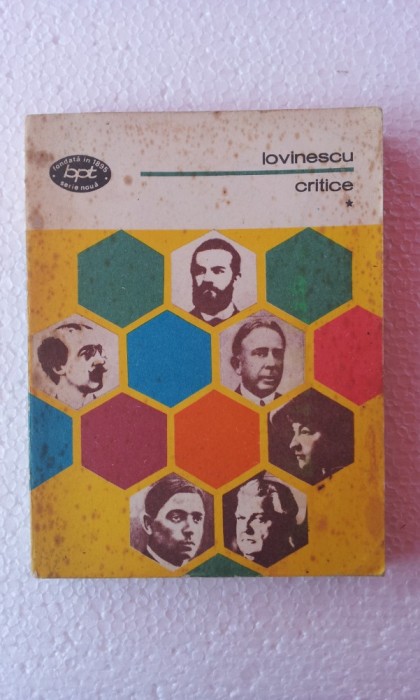 fondată în 1895
bpt
serie nouă
lovinescu
critice
*